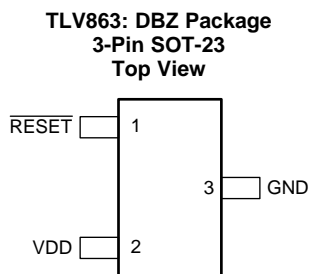 TLV863: DBZ Package
3-Pin SOT-23
Top View
RESET 1
3 GND
VDD 2